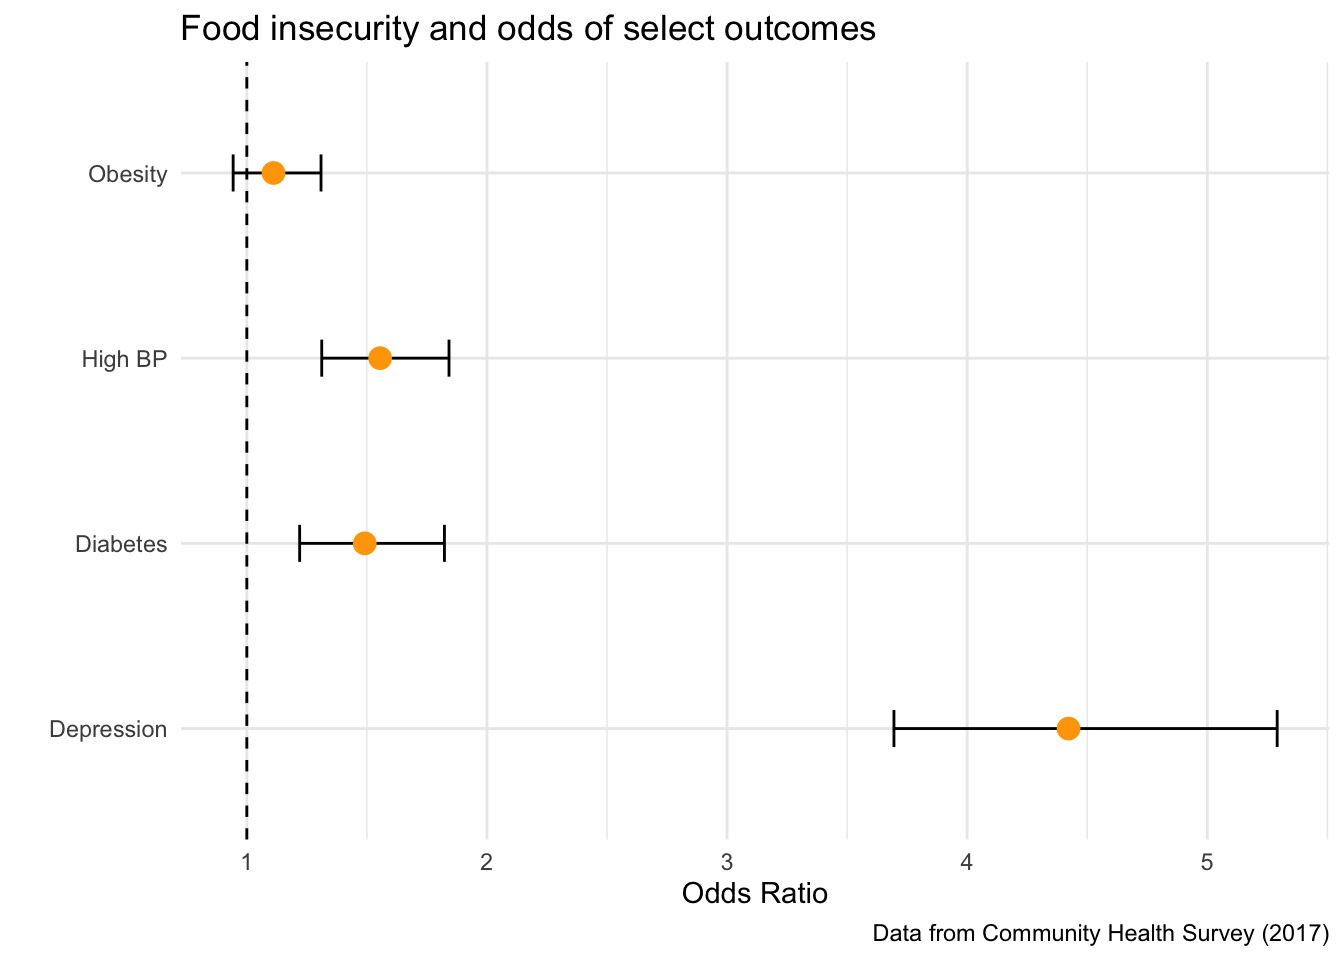 Food insecurity and odds of select outcomes
Obesity
High BP
Diabetes
Depression
1 2 3 4 5
Odds Ratio
Data from Community Health Survey (2017)